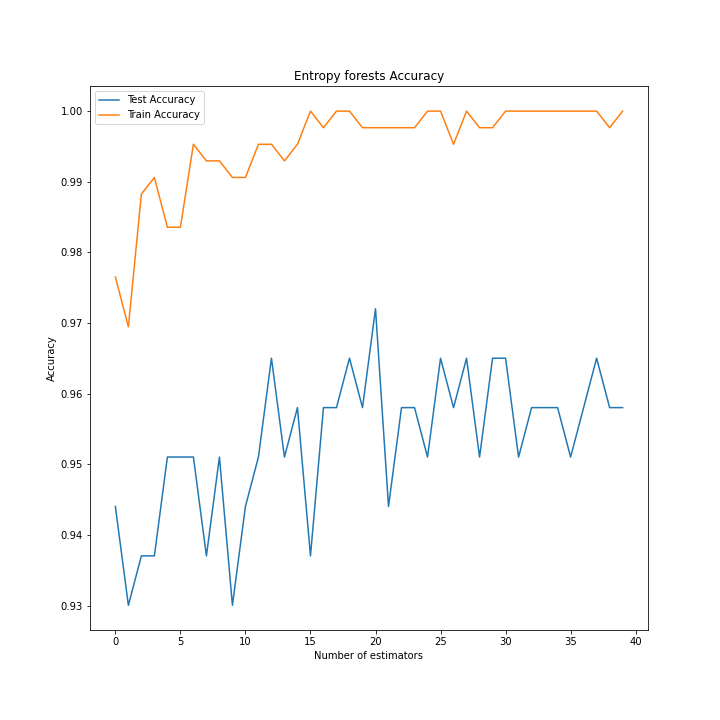 Entropy forests Accuracy
Test Accuracy
Train Accuracy
1.00
0.99
0.98
0.97
0.96
0.95
0.94
0.93
Accuracy
0 5 10 15 20 25 30 35 40
Number of estimators